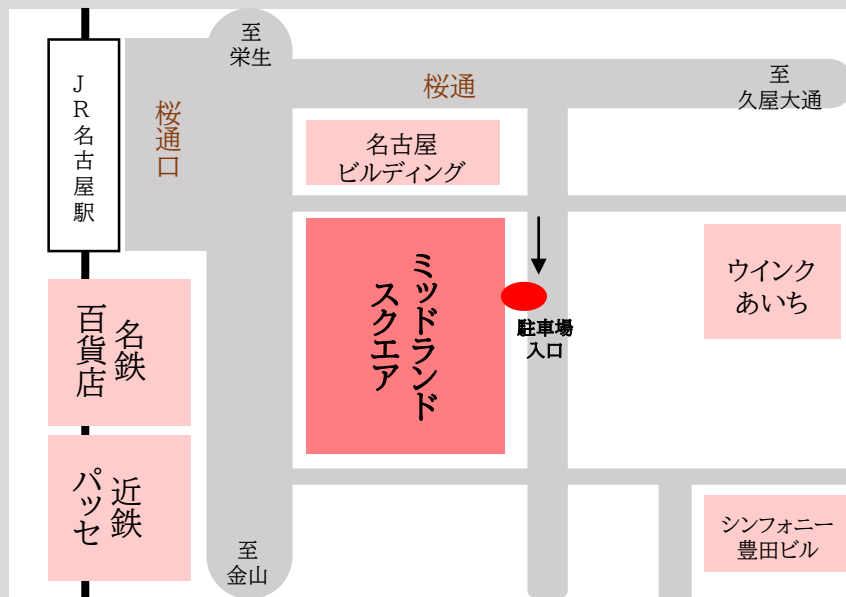 至
栄生
桜通
至
久屋大通
JR名古屋駅
桜通口
名古屋
ビルディング
ミッドランド
スクエア
駐車場
入口
ウインク
あいち
名鉄
百貨店
近鉄
パッセ
至
金山
シンフォニー
豊田ビル